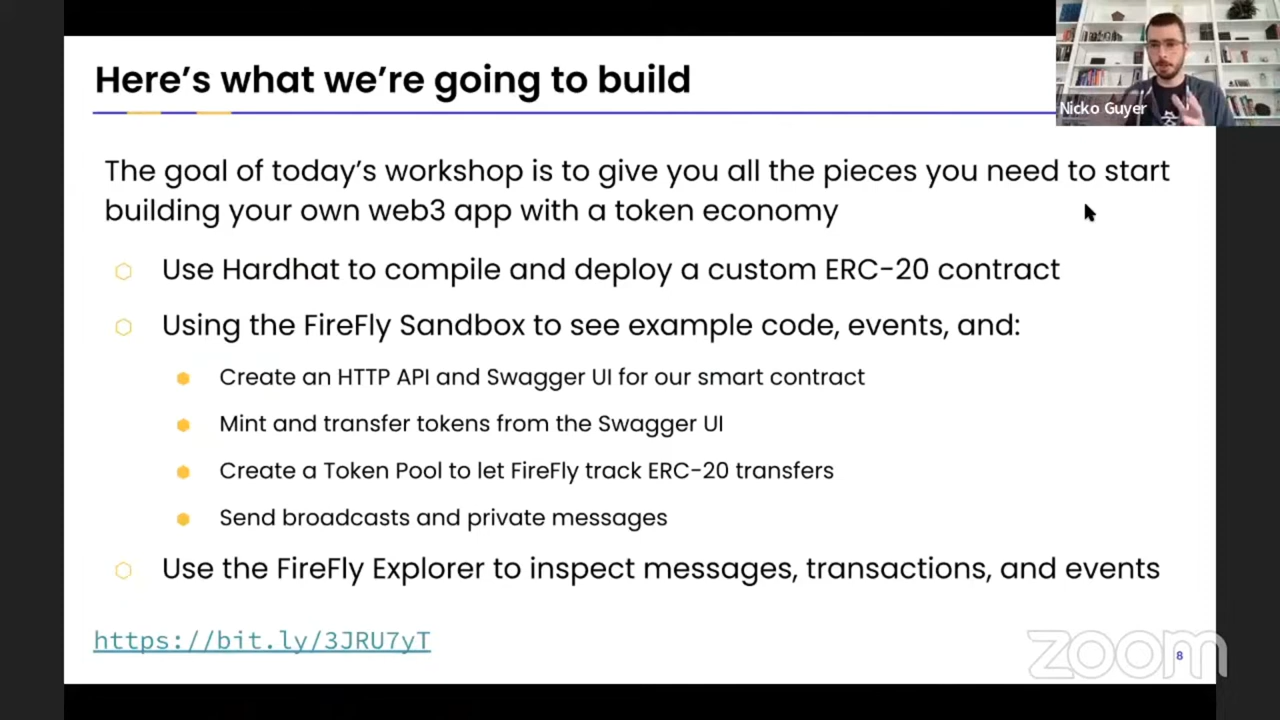 Here's what we're going to build
Nicko Guyer
The goal of today's workshop is to give you all the pieces you need to start
building your own web3 app with a token economy
Use Hardhat to compile and deploy a custom ERC-20 contract
Using the FireFly Sandbox to see example code, events, and:
Create an HTTP API and Swagger UI for our smart contract
Mint and transfer tokens from the Swagger UI
Create a Token Pool to let FireFly track ERC-20 transfers
Send broadcasts and private messages
Use the FireFly Explorer to inspect messages, transactions, and events
https://bit.ly/3JRU7yT
zoom
8